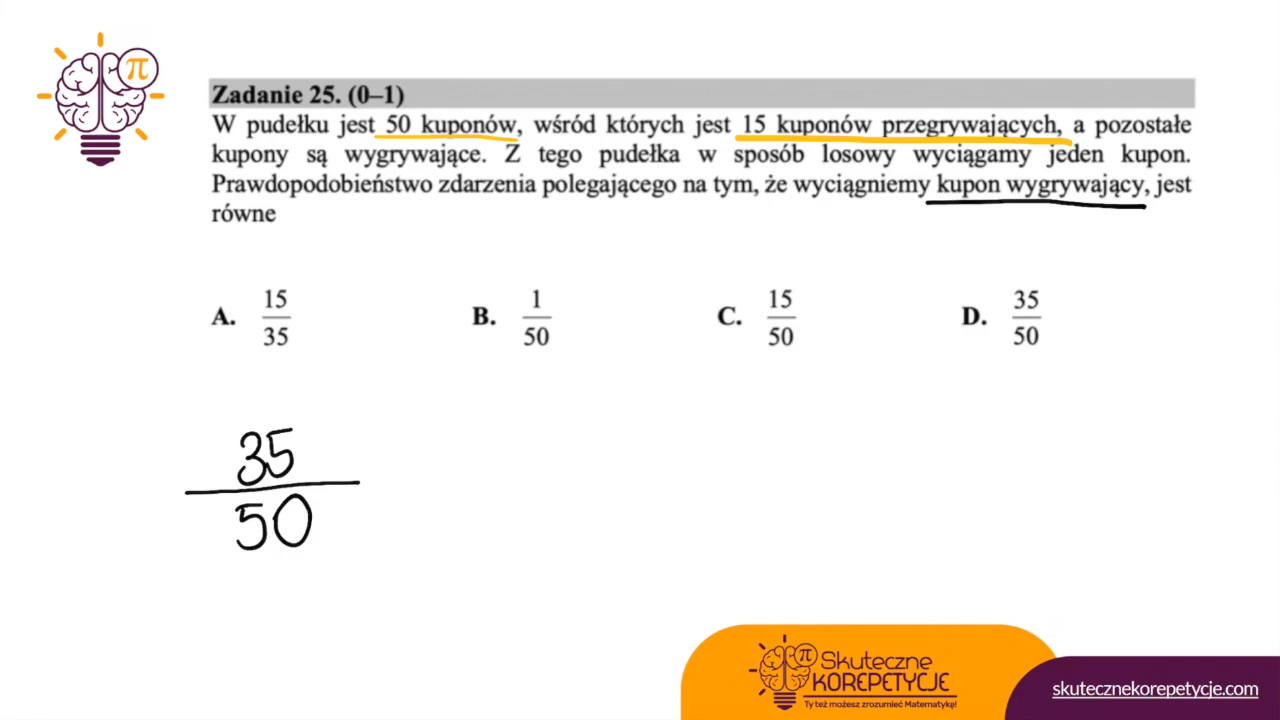 π
Zadanie 25. (0–1)
W pudełku jest 50 kuponów, wśród których jest 15 kuponów przegrywających, a pozostałe
kupony są wygrywające. Z tego pudełka w sposób losowy wyciągamy jeden kupon.
Prawdopodobieństwo zdarzenia polegającego na tym, że wyciągniemy kupon wygrywający, jest
równe
A. 15/35 B. 1/50 C. 15/50 D. 35/50
35
50
π
Skuteczne
KOREPETYCJE
Ty też możesz zrozumieć Matematykę!
skutecznekorepetycje.com